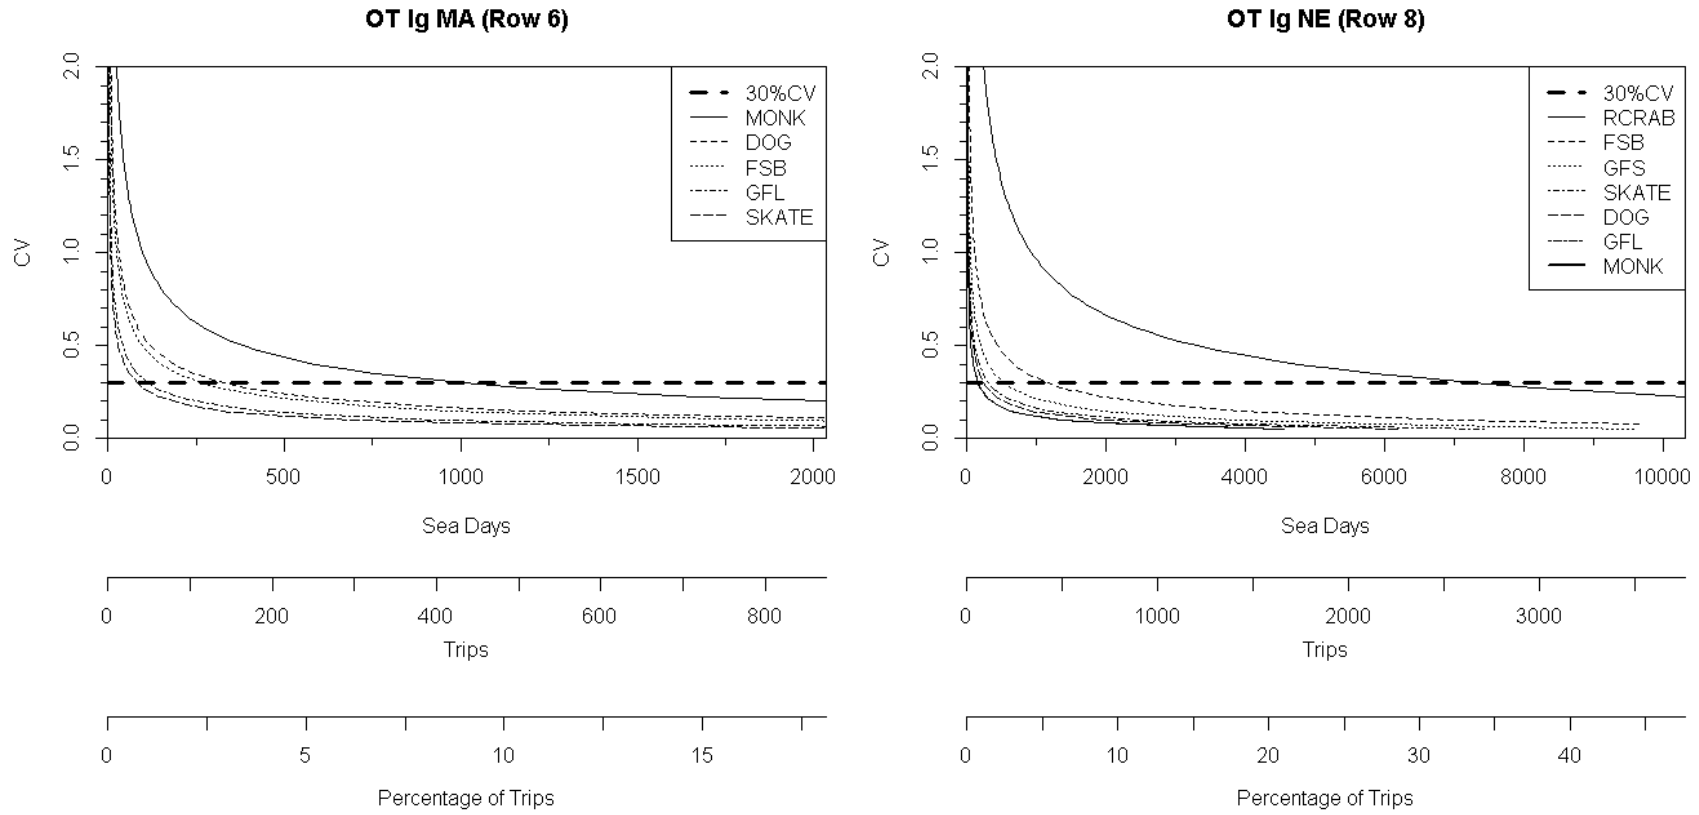 OT lg MA (Row 6)
CV
0.0 0.5 1.0 1.5 2.0
30%CV
MONK
DOG
FSB
GFL
SKATE
0 500 1000 1500 2000
Sea Days
0 200 400 600 800
Trips
0 5 10 15
Percentage of Trips
OT lg NE (Row 8)
CV
0.0 0.5 1.0 1.5 2.0
30%CV
RCRAB
FSB
GFS
SKATE
DOG
GFL
MONK
0 2000 4000 6000 8000 10000
Sea Days
0 1000 2000 3000
Trips
0 10 20 30 40
Percentage of Trips